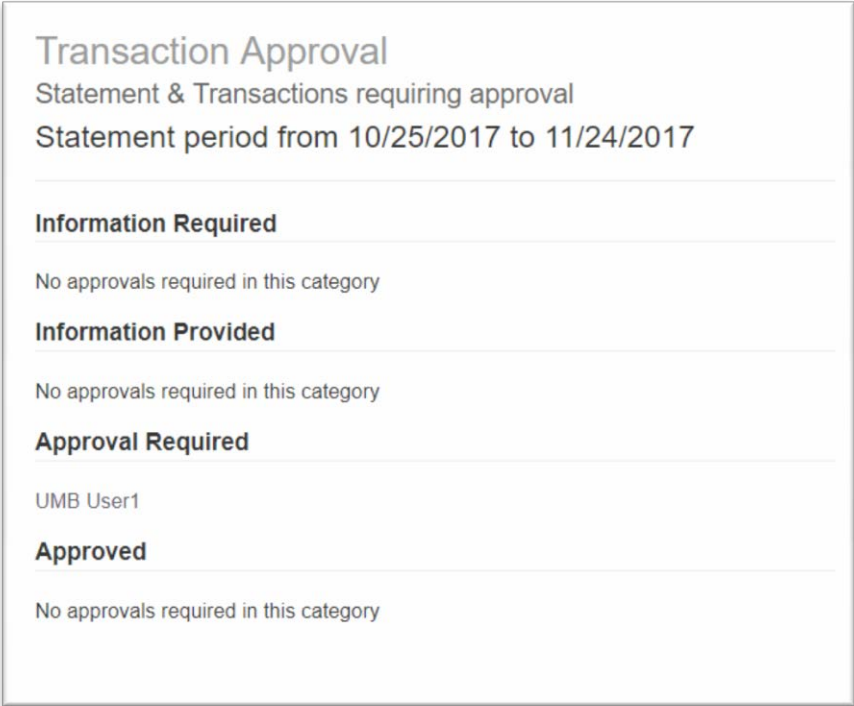 Transaction Approval
Statement & Transactions requiring approval
Statement period from 10/25/2017 to 11/24/2017
Information Required
No approvals required in this category
Information Provided
No approvals required in this category
Approval Required
UMB User1
Approved
No approvals required in this category